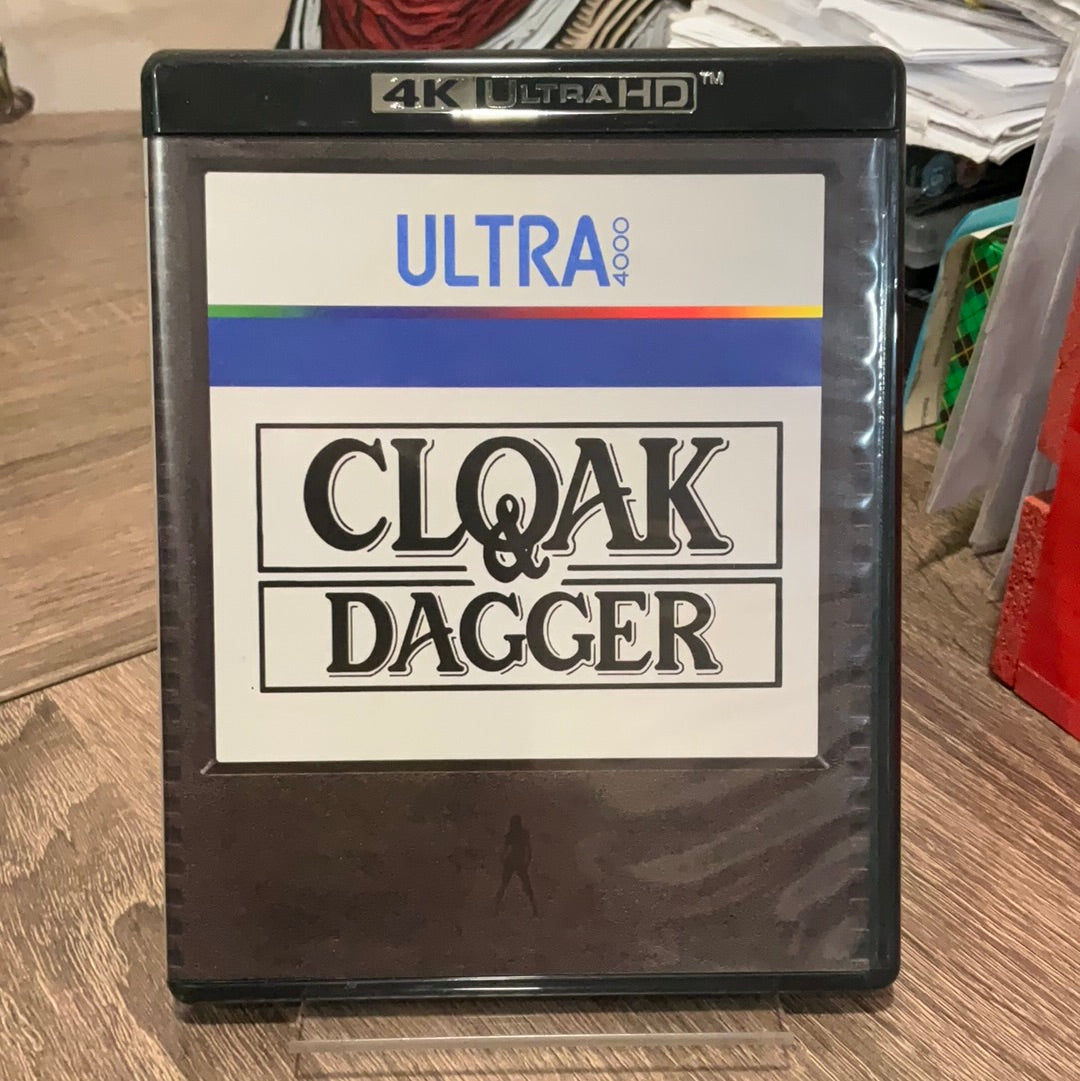 4K ULTRA HD™
ULTRA 4000
CLOAK
&
DAGGER